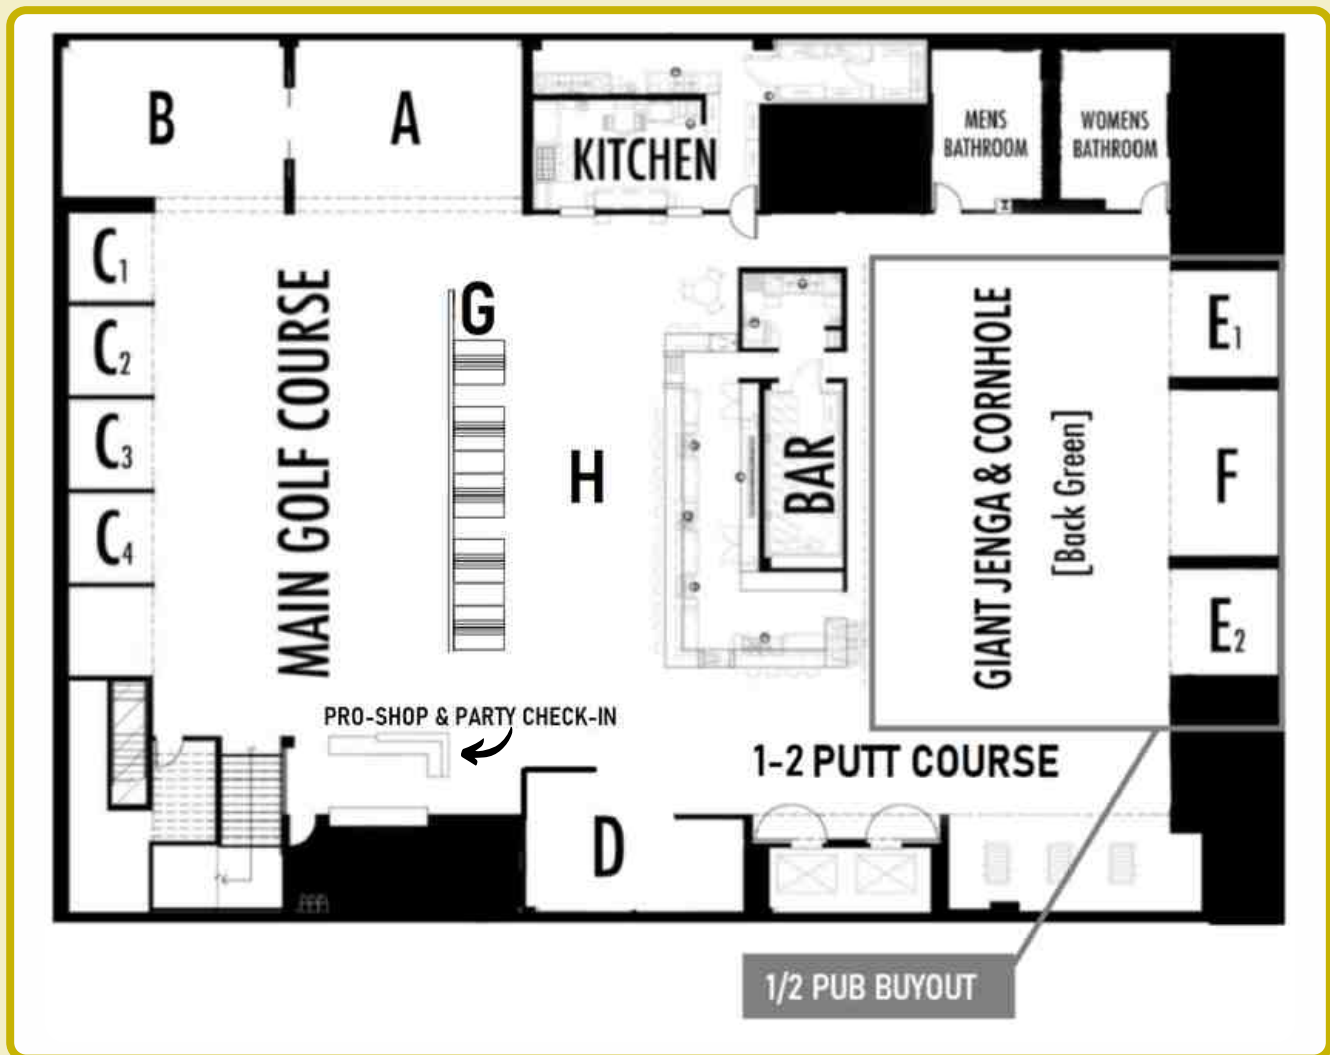 B
A
KITCHEN
MENS
BATHROOM
WOMENS
BATHROOM
C1
C2
C3
C4
MAIN GOLF COURSE
G
H
BAR
GIANT JENGA & CORNHOLE
[Back Green]
E1
F
E2
PRO-SHOP & PARTY CHECK-IN
1-2 PUTT COURSE
D
1/2 PUB BUYOUT